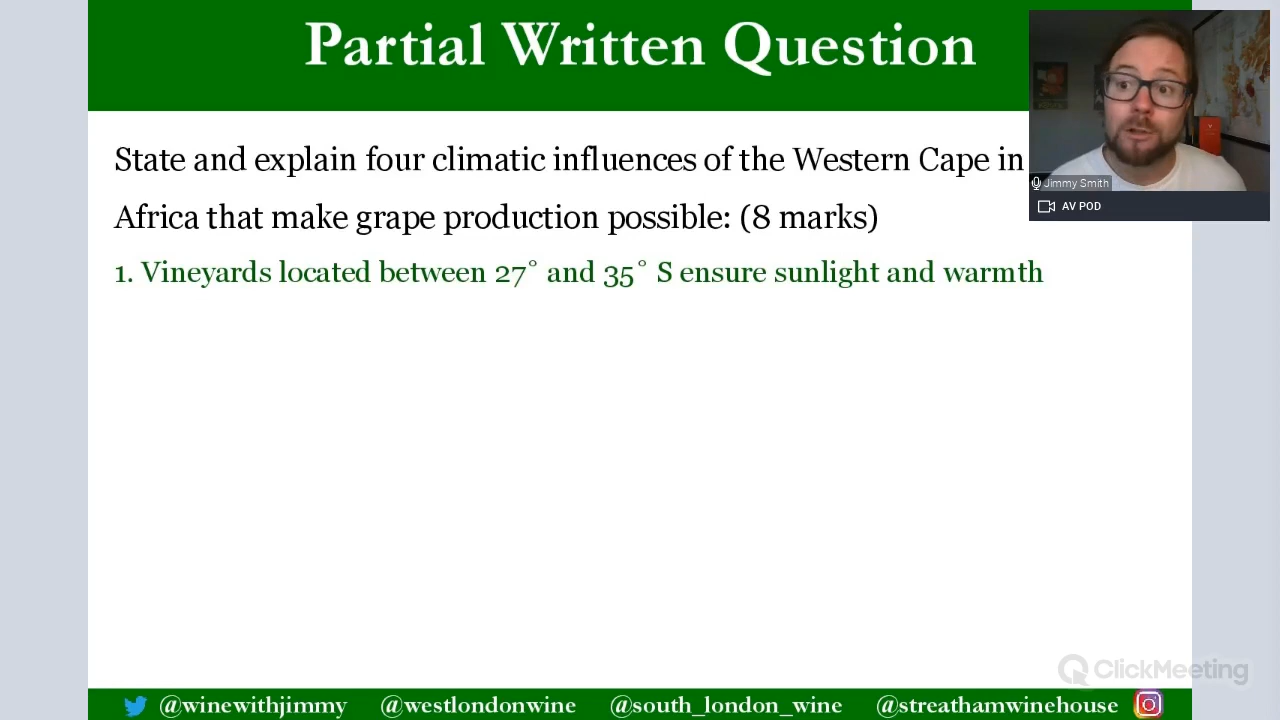 Partial Written Question
State and explain four climatic influences of the Western Cape in
Africa that make grape production possible: (8 marks)
1. Vineyards located between 27° and 35° S ensure sunlight and warmth
Jimmy Smith
AV POD
ClickMeeting
@winewithjimmy @westlondonwine @south_london_wine @streathamwinehouse